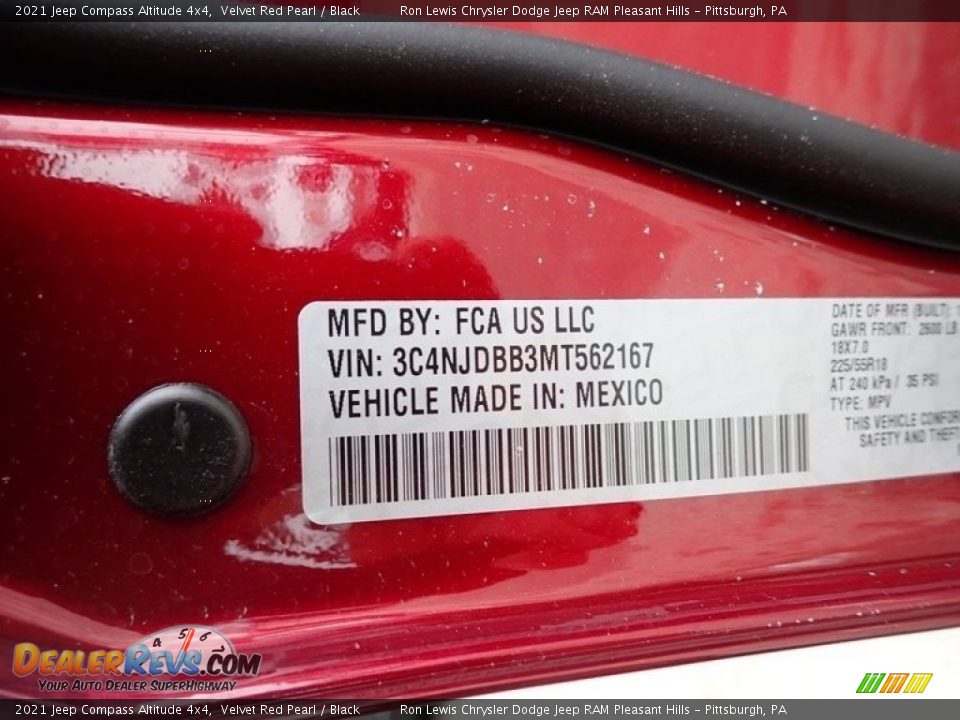 2021 Jeep Compass Altitude 4x4, Velvet Red Pearl / Black Ron Lewis Chrysler Dodge Jeep RAM Pleasant Hills - Pittsburgh, PA
MFD BY: FCA US LLC
VIN: 3C4NJDBB3MT562167
VEHICLE MADE IN: MEXICO
DATE OF MFR (BUILT):
GAWR FRONT: 2600 LB
18X7.0
225/55R18
AT 240 kPa / 35 PSI
TYPE: MPV
THIS VEHICLE
SAFETY AND
4 5 6
DEALERREVS.COM
YOUR AUTO DEALER SUPERHIGHWAY
2021 Jeep Compass Altitude 4x4, Velvet Red Pearl / Black Ron Lewis Chrysler Dodge Jeep RAM Pleasant Hills - Pittsburgh, PA